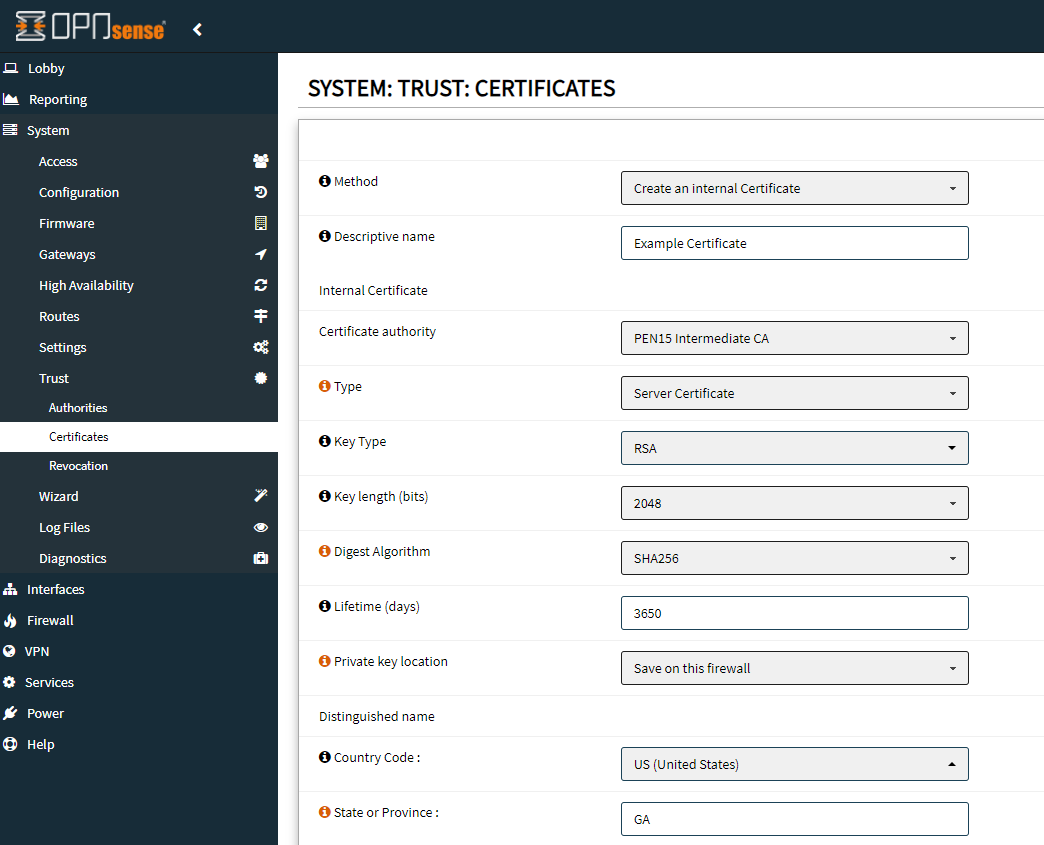 OPNsense
Lobby
Reporting
System
Access
Configuration
Firmware
Gateways
High Availability
Routes
Settings
Trust
Authorities
Certificates
Revocation
Wizard
Log Files
Diagnostics
Interfaces
Firewall
VPN
Services
Power
Help
SYSTEM: TRUST: CERTIFICATES
Method Create an internal Certificate
Descriptive name Example Certificate
Internal Certificate
Certificate authority PEN15 Intermediate CA
Type Server Certificate
Key Type RSA
Key length (bits) 2048
Digest Algorithm SHA256
Lifetime (days) 3650
Private key location Save on this firewall
Distinguished name
Country Code : US (United States)
State or Province : GA